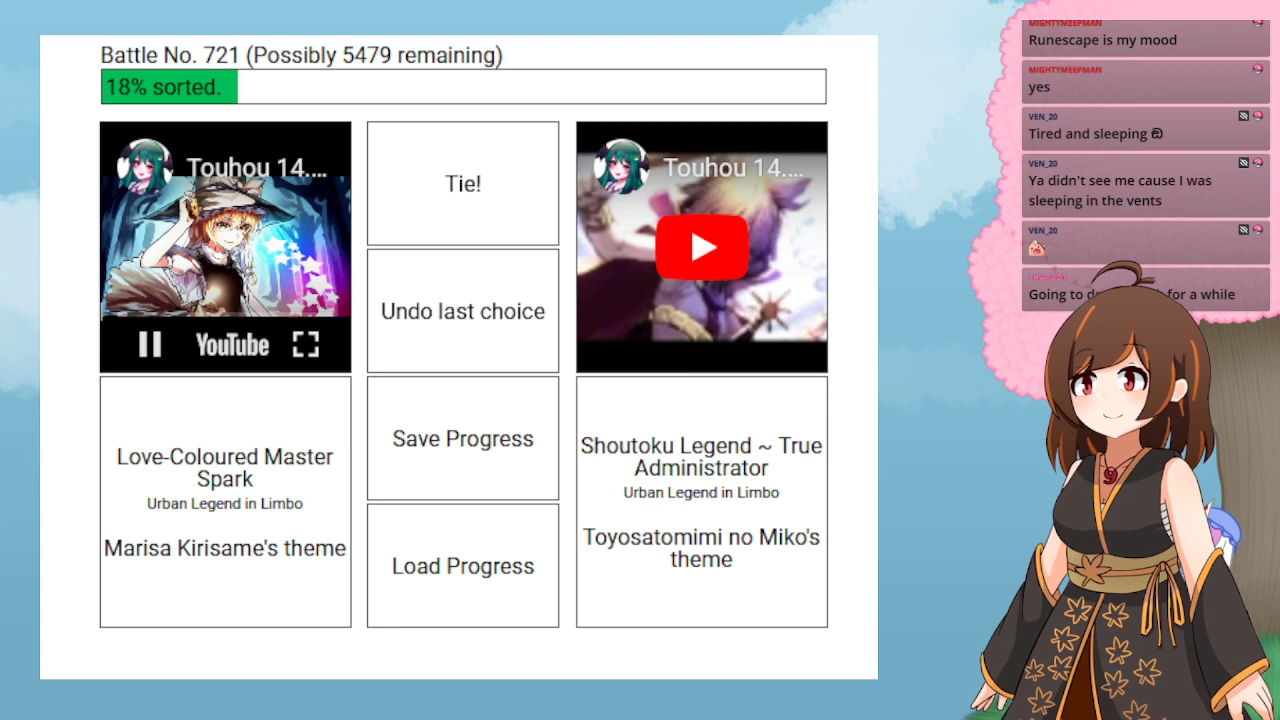 Battle No. 721 (Possibly 5479 remaining)
18% sorted.
Touhou 14....
YouTube
Love-Coloured Master
Spark
Urban Legend in Limbo
Marisa Kirisame's theme
Tie!
Undo last choice
Save Progress
Load Progress
Touhou 14....
Shoutoku Legend ~ True
Administrator
Urban Legend in Limbo
Toyosatomimi no Miko's
theme
MIGHTYMEEPMAN
Runescape is my mood
MIGHTYMEEPMAN
yes
VEN_20
Tired and sleeping
VEN_20
Ya didn't see me cause I was
sleeping in the vents
VEN_20
Going to for a while